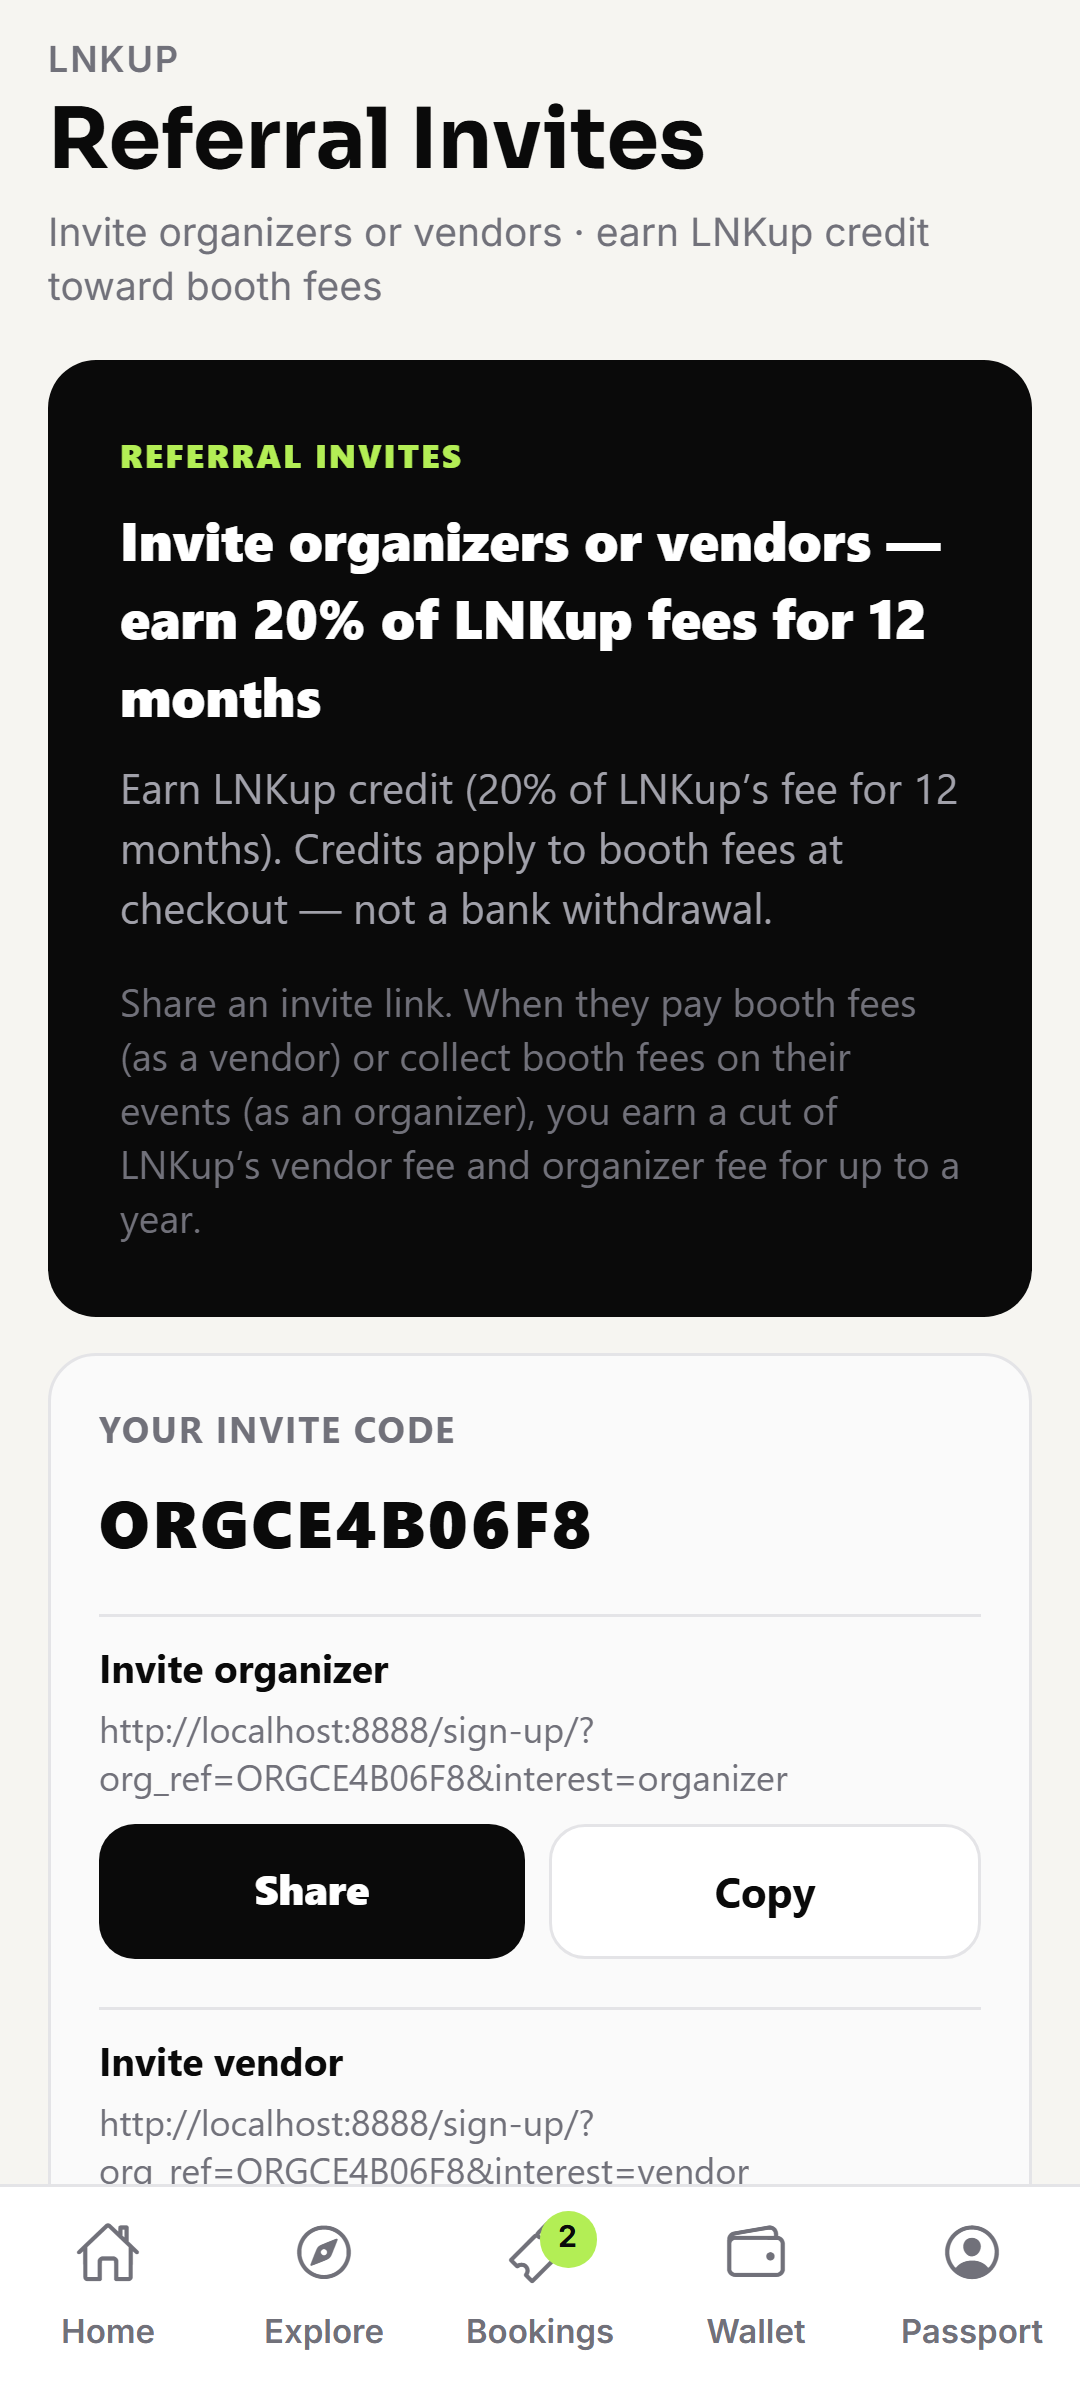 LNKUP
Referral Invites
Invite organizers or vendors · earn LNKup credit
toward booth fees
REFERRAL INVITES
Invite organizers or vendors —
earn 20% of LNKup fees for 12
months
Earn LNKup credit (20% of LNKup’s fee for 12
months). Credits apply to booth fees at
checkout — not a bank withdrawal.
Share an invite link. When they pay booth fees
(as a vendor) or collect booth fees on their
events (as an organizer), you earn a cut of
LNKup’s vendor fee and organizer fee for up to a
year.
YOUR INVITE CODE
ORGCE4B06F8
Invite organizer
http://localhost:8888/sign-up/?
org_ref=ORGCE4B06F8&interest=organizer
Share
Copy
Invite vendor
http://localhost:8888/sign-up/?
org_ref=ORGCE4B06F8&interest=vendor
2
Home
Explore
Bookings
Wallet
Passport